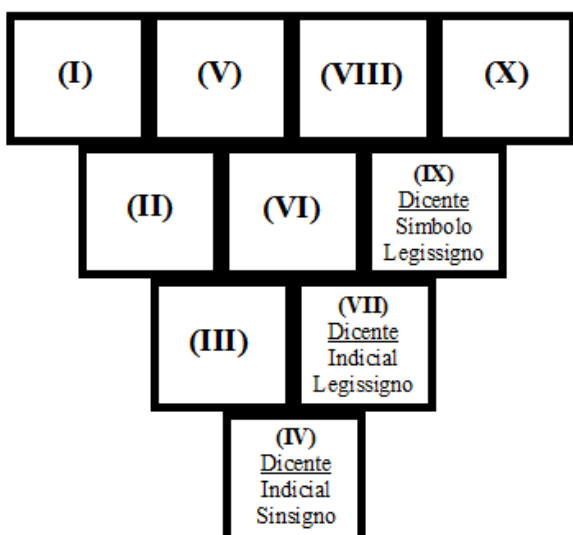 (I)
(V)
(VIII)
(X)
(II)
(VI)
(IX)
Dicente
Simbolo
Legissigno
(III)
(VII)
Dicente
Indicial
Legissigno
(IV)
Dicente
Indicial
Sinsigno